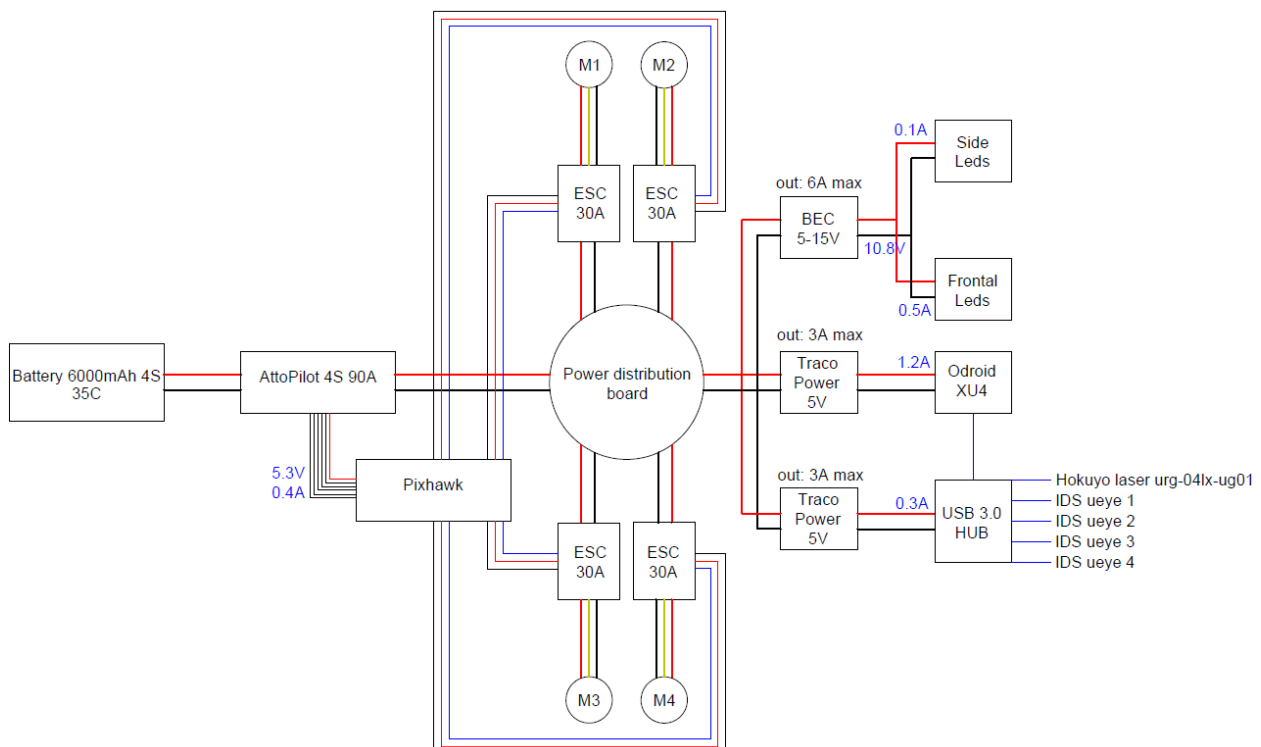 M1
M2
ESC
30A
ESC
30A
0.1A
Side
Leds
out: 6A max
BEC
5-15V
10.8V
Frontal
Leds
0.5A
Battery 6000mAh 4S
35C
AttoPilot 4S 90A
Power distribution
board
out: 3A max
Traco
Power
5V
1.2A
Odroid
XU4
5.3V
0.4A
Pixhawk
out: 3A max
Traco
Power
5V
0.3A
USB 3.0
HUB
Hokuyo laser urg-04lx-ug01
IDS ueye 1
IDS ueye 2
IDS ueye 3
IDS ueye 4
ESC
30A
ESC
30A
M3
M4